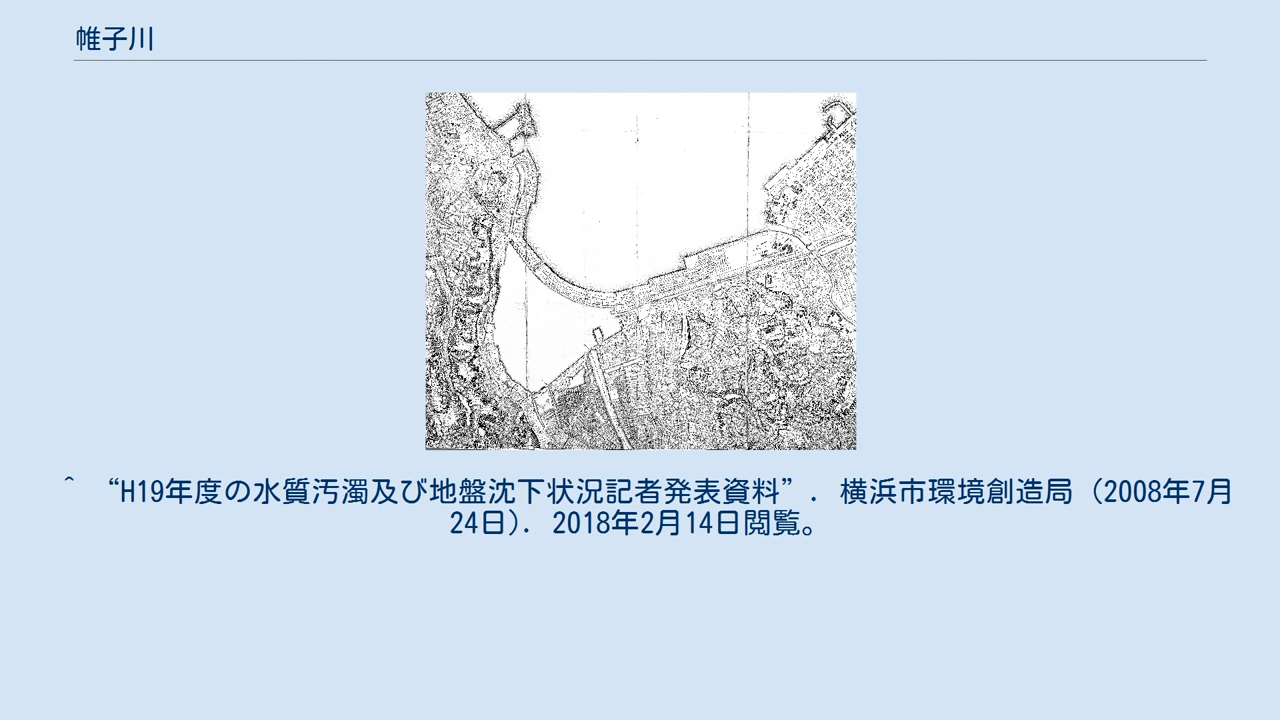 帷子川
^ “H19年度の水質汚濁及び地盤沈下状況記者発表資料”. 横浜市環境創造局 (2008年7月
24日). 2018年2月14日閲覧。